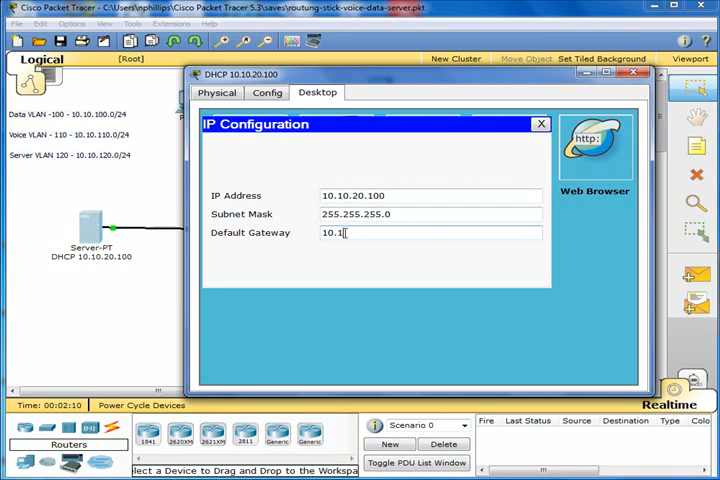 Cisco Packet Tracer - C:\Users\nphillips\Cisco Packet Tracer 5.3\saves\routung-stick-voice-data-server.pkt
File Edit Options View Tools Extensions Help
Logical [Root] New Cluster Move Object Set Tiled Background Viewport
DHCP 10.10.20.100
Physical Config Desktop
IP Configuration X
http:
Web Browser
IP Address 10.10.20.100
Subnet Mask 255.255.255.0
Default Gateway 10.1
Data VLAN -100 - 10.10.100.0/24
Voice VLAN - 110 - 10.10.110.0/24
Server VLAN 120 - 10.10.120.0/24
Server-PT
DHCP 10.10.20.100
Time: 00:02:10 Power Cycle Devices Realtime
Routers
1841 2620XM 2621XM 2811 Generic Generic
elect a Device to Drag and Drop to the Workspa
Scenario 0
New Delete
Toggle PDU List Window
Fire Last Status Source Destination Type Colo